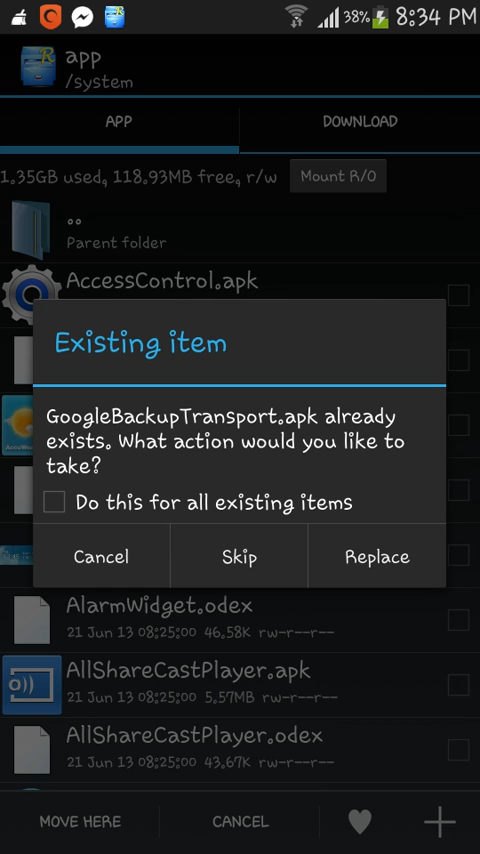 38% 8:34 PM
app
/system
APP
DOWNLOAD
1.35GB used, 118.93MB free, r/w
Mount R/O
..
Parent folder
AccessControl.apk
Existing item
GoogleBackupTransport.apk already
exists. What action would you like to
take?
Do this for all existing items
Cancel
Skip
Replace
AlarmWidget.odex
21 Jun 13 08:25:00 46.58K rw-r--r--
AllShareCastPlayer.apk
21 Jun 13 08:25:00 5.57MB rw-r--r--
AllShareCastPlayer.odex
21 Jun 13 08:25:00 43.67K rw-r--r--
MOVE HERE
CANCEL